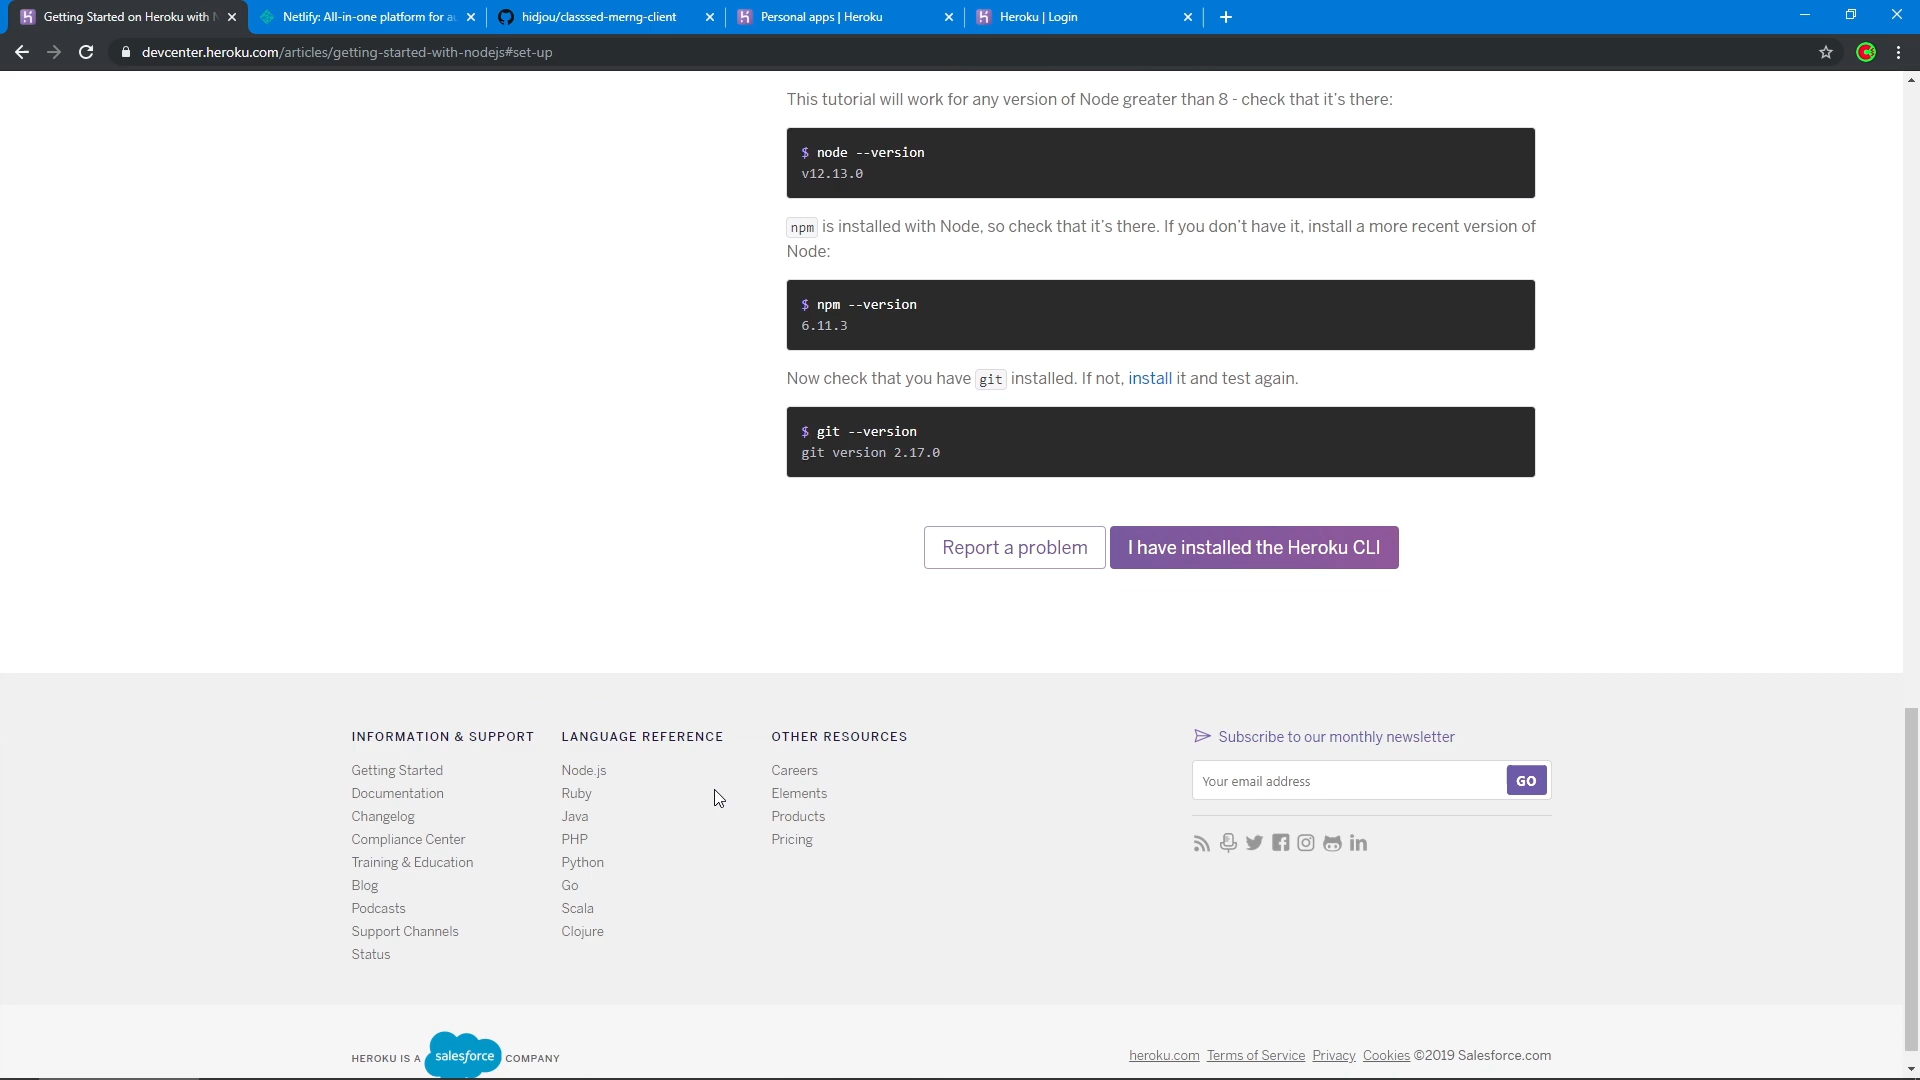 Getting Started on Heroku with N
Netlify: All-in-one platform for au
hidjou/classsed-merng-client
Personal apps | Heroku
Heroku | Login
devcenter.heroku.com/articles/getting-started-with-nodejs#set-up
This tutorial will work for any version of Node greater than 8 - check that it’s there:
$ node --version
v12.13.0
npm is installed with Node, so check that it’s there. If you don’t have it, install a more recent version of
Node:
$ npm --version
6.11.3
Now check that you have git installed. If not, install it and test again.
$ git --version
git version 2.17.0
Report a problem
I have installed the Heroku CLI
INFORMATION & SUPPORT
Getting Started
Documentation
Changelog
Compliance Center
Training & Education
Blog
Podcasts
Support Channels
Status
LANGUAGE REFERENCE
Node.js
Ruby
Java
PHP
Python
Go
Scala
Clojure
OTHER RESOURCES
Careers
Elements
Products
Pricing
Subscribe to our monthly newsletter
Your email address
GO
HEROKU IS A salesforce COMPANY
heroku.com Terms of Service Privacy Cookies ©2019 Salesforce.com